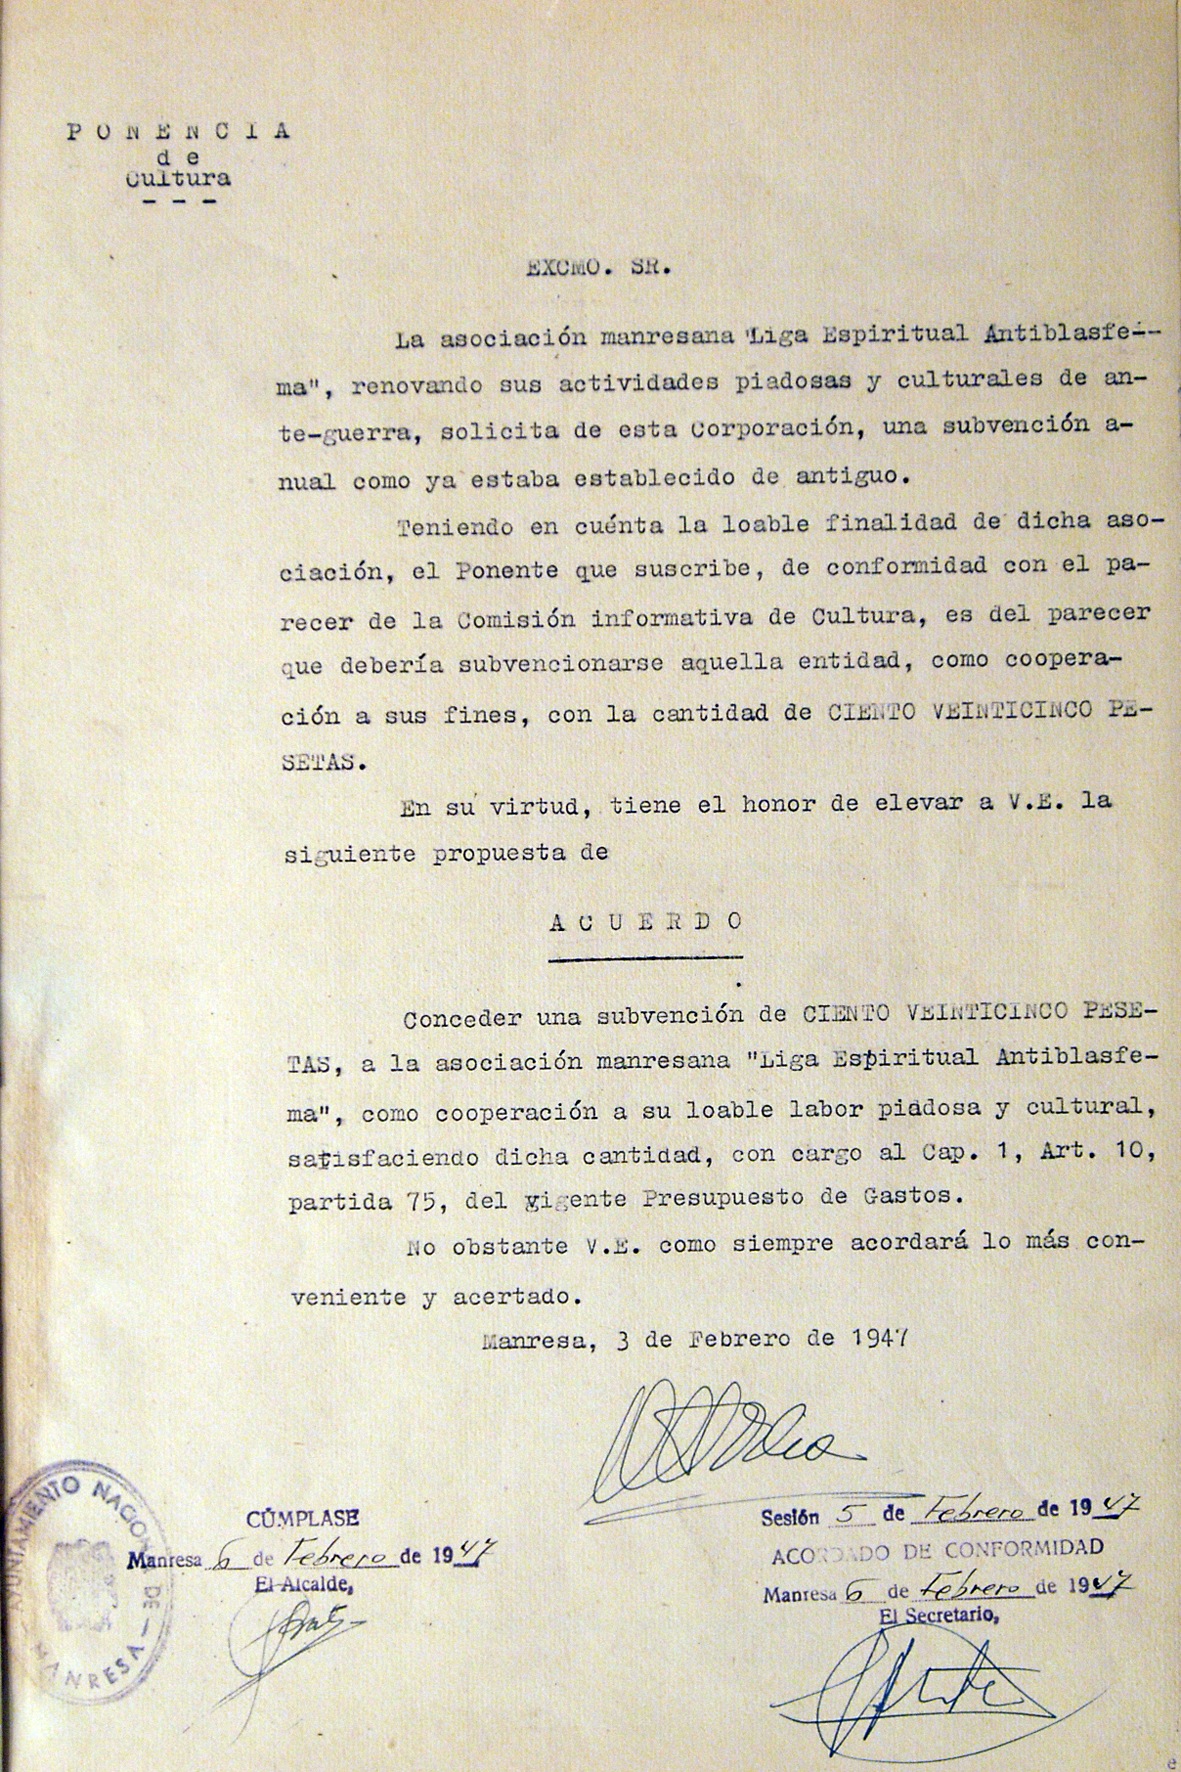 PONENCIA
de
Cultura
- - -
EXCMO. SR.
La asociación manresana "Liga Espiritual Antiblasfe--
ma", renovando sus actividades piadosas y culturales de an-
te-guerra, solicita de esta Corporación, una subvención a-
nual como ya estaba establecido de antiguo.
Teniendo en cuénta la loable finalidad de dicha aso-
ciación, el Ponente que suscribe, de conformidad con el pa-
recer de la Comisión informativa de Cultura, es del parecer
que debería subvencionarse aquella entidad, como coopera-
ción a sus fines, con la cantidad de CIENTO VEINTICINCO PE-
SETAS.
En su virtud, tiene el honor de elevar a V.E. la
siguiente propuesta de
ACUERDO
Conceder una subvención de CIENTO VEINTICINCO PESE-
TAS, a la asociación manresana "Liga Espiritual Antiblasfe-
ma", como cooperación a su loable labor piadosa y cultural,
satisfaciendo dicha cantidad, con cargo al Cap. 1, Art. 10,
partida 75, del vigente Presupuesto de Gastos.
No obstante V.E. como siempre acordará lo más con-
veniente y acertado.
Manresa, 3 de Febrero de 1947
AYUNTAMIENTO NACIONAL DE — MANRESA —
CÚMPLASE
Manresa 6 de Febrero de 1947
El Alcalde,
Sesión 5 de Febrero de 1947
ACORDADO DE CONFORMIDAD
Manresa 6 de Febrero de 1947
El Secretario,